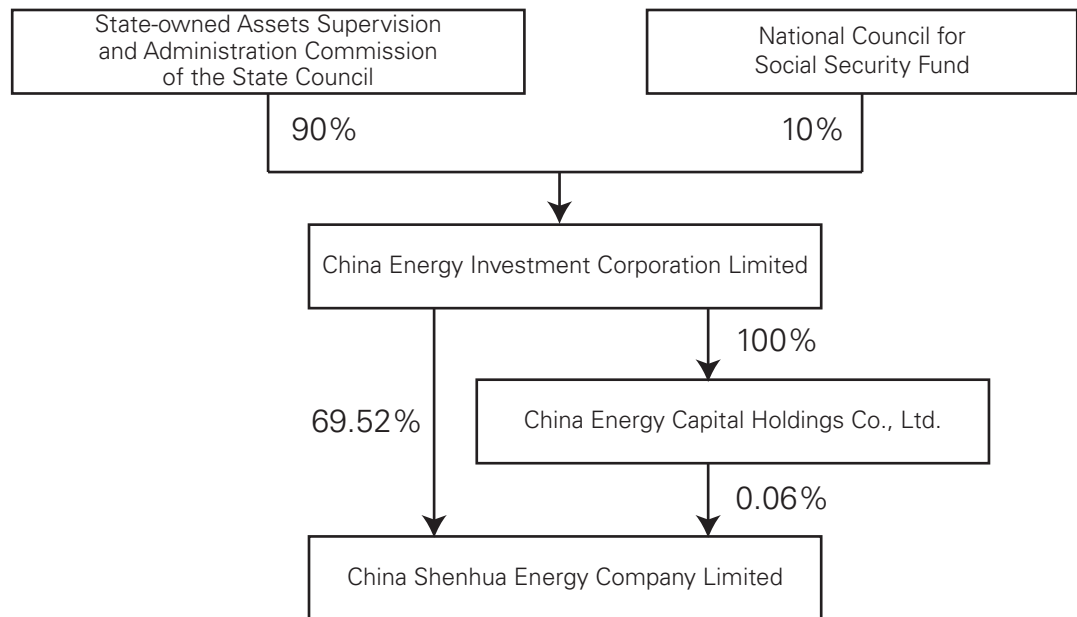 State-owned Assets Supervision
and Administration Commission
of the State Council
National Council for
Social Security Fund
90%
10%
China Energy Investment Corporation Limited
100%
69.52%
China Energy Capital Holdings Co., Ltd.
0.06%
China Shenhua Energy Company Limited